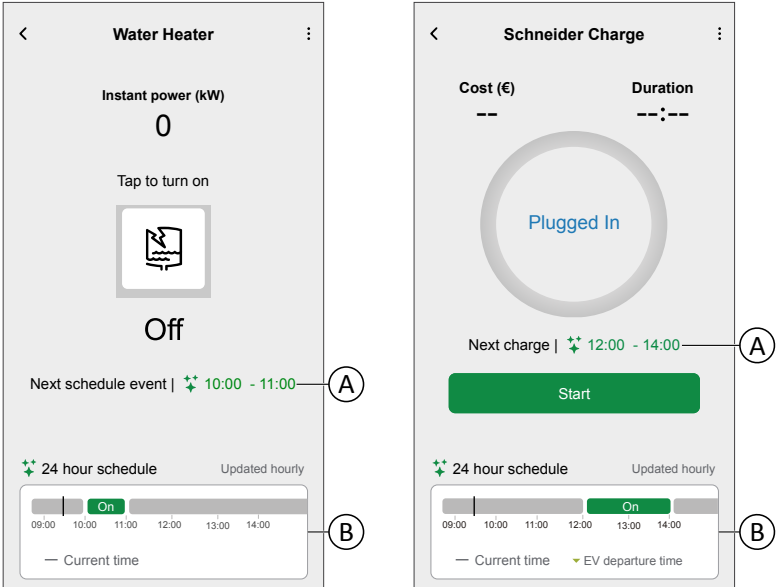 Water Heater
Instant power (kW)
0
Tap to turn on
Off
Next schedule event | 10:00 - 11:00
A
24 hour schedule
Updated hourly
On
09:00 10:00 11:00 12:00 13:00 14:00
B
Current time
Schneider Charge
Cost (€) Duration
-- --:--
Plugged In
Next charge | 12:00 - 14:00
A
Start
24 hour schedule
Updated hourly
On
09:00 10:00 11:00 12:00 13:00 14:00
B
Current time EV departure time